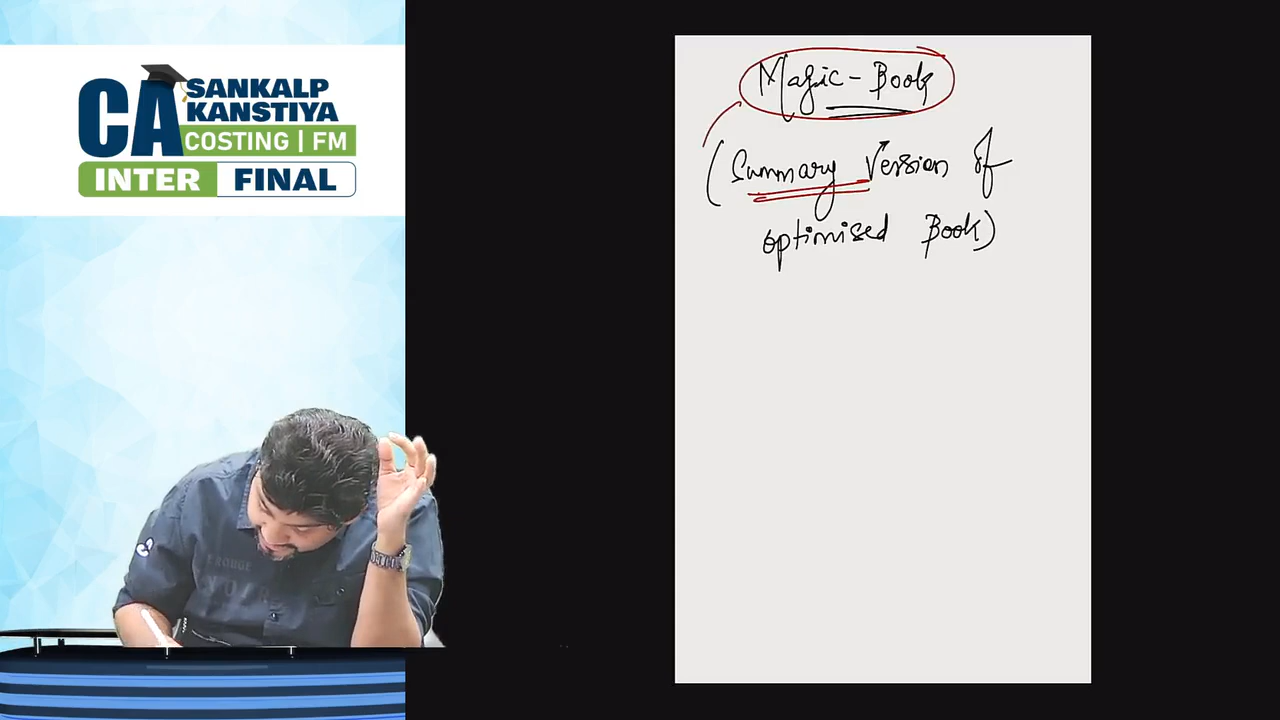 CA
SANKALP
KANSTIYA
COSTING | FM
INTER FINAL
Magic - Book
(Summary Version of
optimised Book)